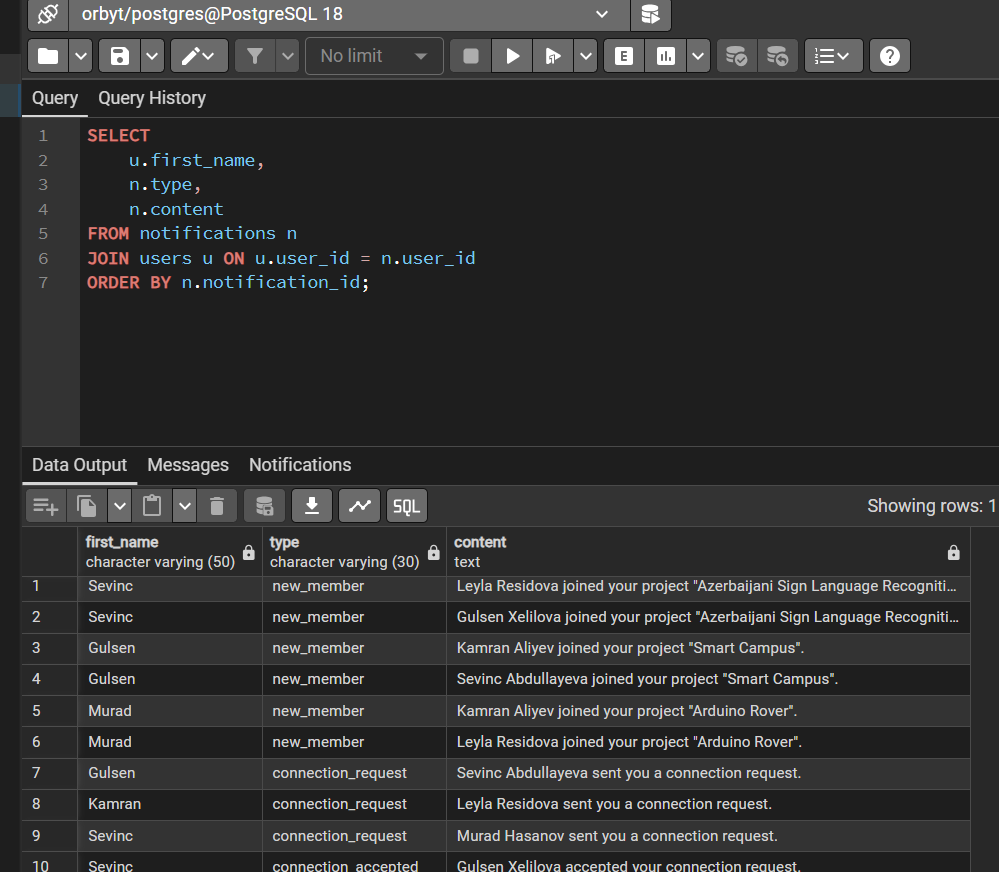 orbyt/postgres@PostgreSQL 18
No limit
E
Query Query History
1 SELECT
2 u.first_name,
3 n.type,
4 n.content
5 FROM notifications n
6 JOIN users u ON u.user_id = n.user_id
7 ORDER BY n.notification_id;
Data Output Messages Notifications
SQL
Showing rows: 1
first_name type content
character varying (50) character varying (30) text
1 Sevinc new_member Leyla Residova joined your project "Azerbaijani Sign Language Recogniti...
2 Sevinc new_member Gulsen Xelilova joined your project "Azerbaijani Sign Language Recogniti...
3 Gulsen new_member Kamran Aliyev joined your project "Smart Campus".
4 Gulsen new_member Sevinc Abdullayeva joined your project "Smart Campus".
5 Murad new_member Kamran Aliyev joined your project "Arduino Rover".
6 Murad new_member Leyla Residova joined your project "Arduino Rover".
7 Gulsen connection_request Sevinc Abdullayeva sent you a connection request.
8 Kamran connection_request Leyla Residova sent you a connection request.
9 Sevinc connection_request Murad Hasanov sent you a connection request.
10 Sevinc connection_accepted Gulsen Xelilova accepted your connection request.